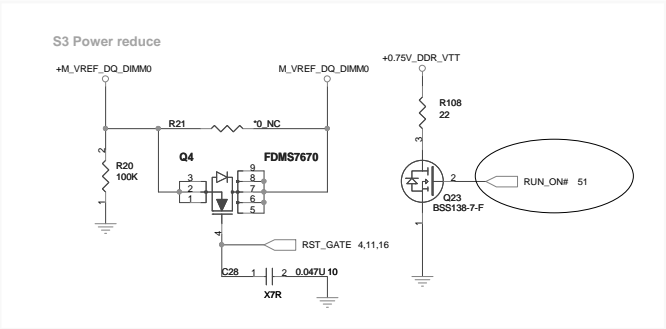 S3 Power reduce
+M_VREF_DQ_DIMM0
M_VREF_DQ_DIMM0
+0.75V_DDR_VTT
R21
*0_NC
R108
22
Q4
FDMS7670
2
R20
100K
1
3
2
1
9
8
7
6
5
4
3
2
Q23
BSS138-7-F
1
RUN_ON# 51
RST_GATE 4,11,16
C28 1 2 0.047U 10
X7R